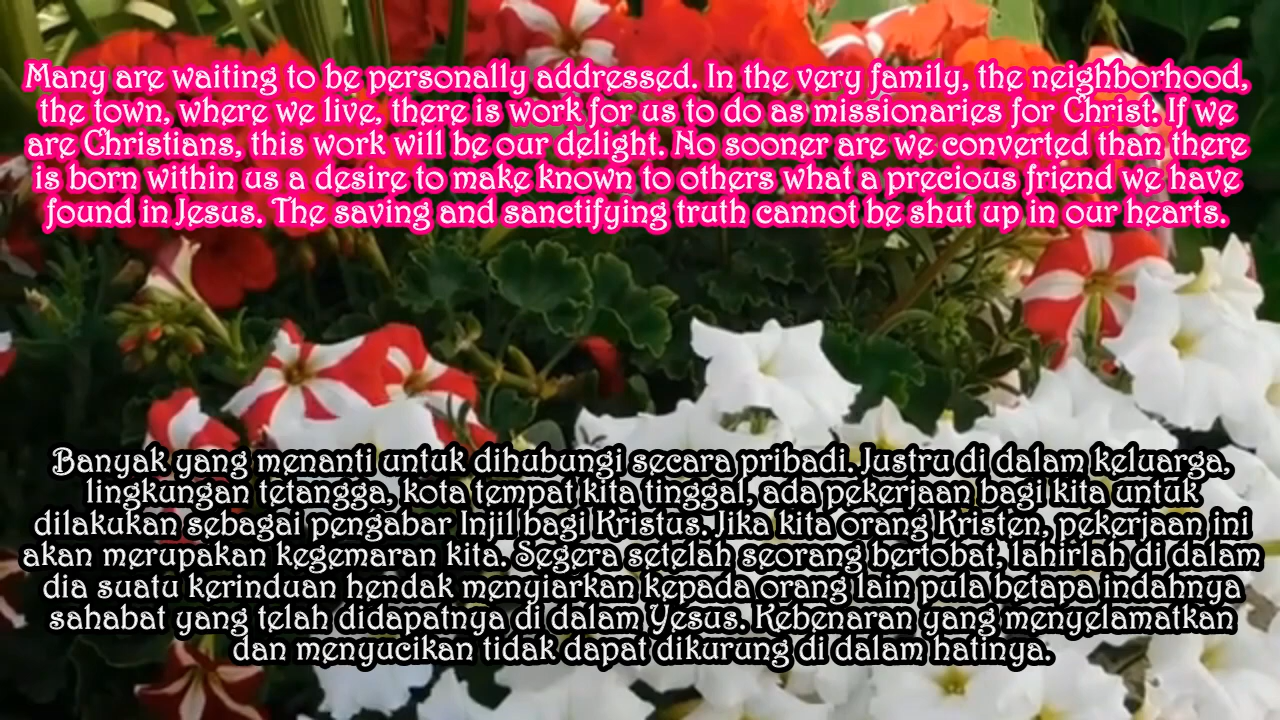 Many are waiting to be personally addressed. In the very family, the neighborhood,
the town, where we live, there is work for us to do as missionaries for Christ. If we
are Christians, this work will be our delight. No sooner are we converted than there
is born within us a desire to make known to others what a precious friend we have
found in Jesus. The saving and sanctifying truth cannot be shut up in our hearts.
Banyak yang menanti untuk dihubungi secara pribadi. Justru di dalam keluarga,
lingkungan tetangga, kota tempat kita tinggal, ada pekerjaan bagi kita untuk
dilakukan sebagai pengabar Injil bagi Kristus. Jika kita orang Kristen, pekerjaan ini
akan merupakan kegemaran kita. Segera setelah seorang bertobat, lahirlah di dalam
dia suatu kerinduan hendak menyiarkan kepada orang lain pula betapa indahnya
sahabat yang telah didapatnya di dalam Yesus. Kebenaran yang menyelamatkan
dan menyucikan tidak dapat dikurung di dalam hatinya.